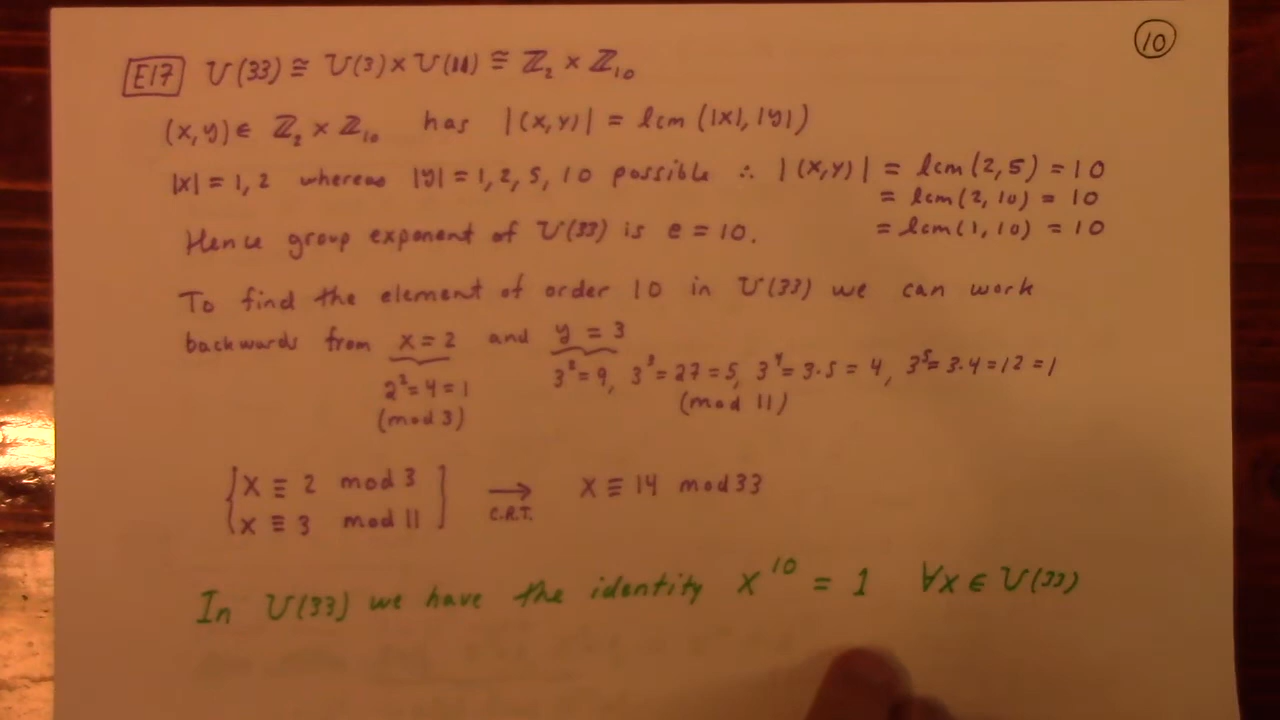 10
E17 U(33) ≅ U(3) × U(11) ≅ ℤ₂ × ℤ₁₀
(x,y) ∈ ℤ₂ × ℤ₁₀ has |(x,y)| = lcm(|x|,|y|)
|x| = 1, 2 whereas |y| = 1, 2, 5, 10 possible ∴ |(x,y)| = lcm(2,5) = 10
= lcm(2,10) = 10
= lcm(1,10) = 10
Hence group exponent of U(33) is e = 10.
To find the element of order 10 in U(33) we can work
backwards from x = 2 and y = 3
2² = 4 = 1 3² = 9, 3³ = 27 = 5, 3⁴ = 3·5 = 4, 3⁵ = 3·4 = 12 = 1
(mod 3) (mod 11)
x ≡ 2 mod 3
x ≡ 3 mod 11
→ C.R.T. x ≡ 14 mod 33
In U(33) we have the identity x¹⁰ = 1 ∀x ∈ U(33)